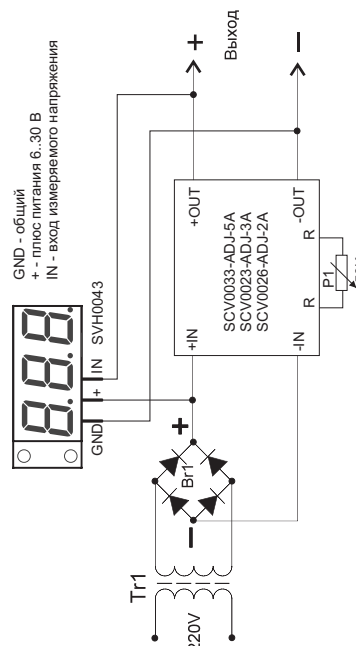 GND - общий
+ - плюс питания 6..30 В
IN - вход измеряемого напряжения
SVH0043
GND
+
IN
+
Выход
−
Tr1
220V
Br1
+
−
+IN
+OUT
SCV0033-ADJ-5A
SCV0023-ADJ-3A
SCV0026-ADJ-2A
-IN
-OUT
R
R
P1